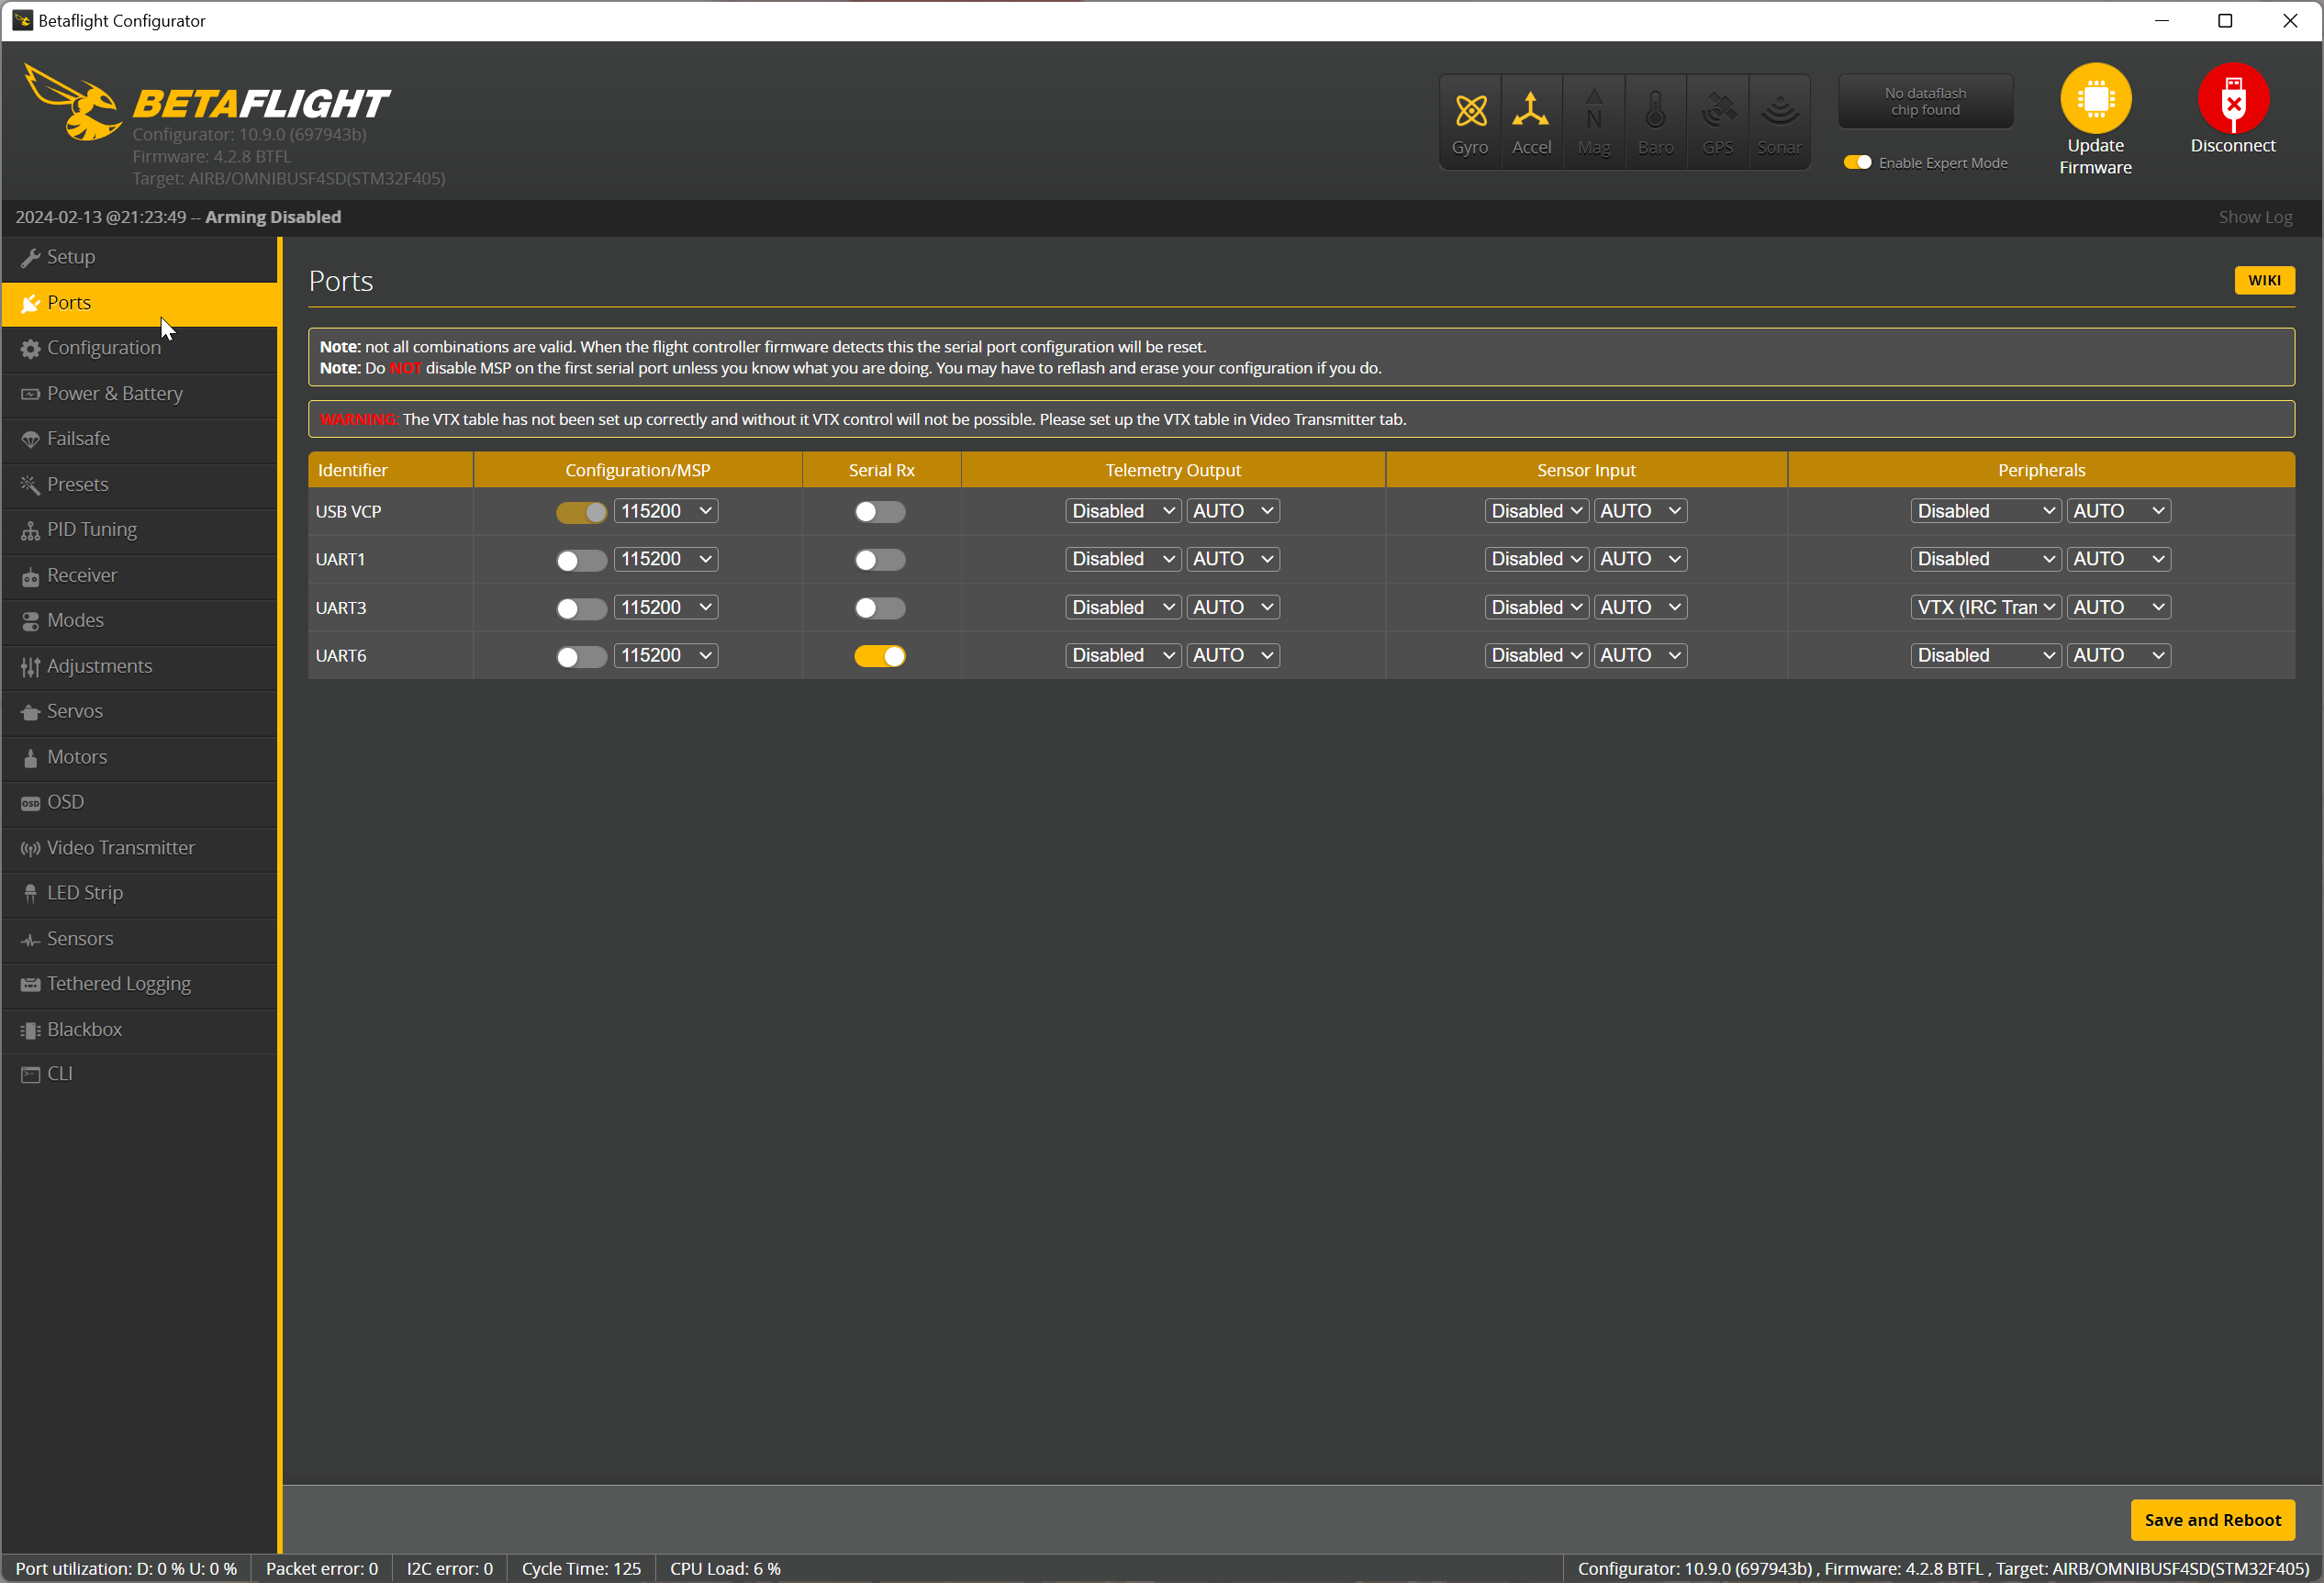 Betaflight Configurator
BETAFLIGHT
Configurator: 10.9.0 (697943b)
Firmware: 4.2.8 BTFL
Target: AIRB/OMNIBUSF4SD(STM32F405)
Gyro
Accel
N
Mag
Baro
GPS
Sonar
No dataflash
chip found
Enable Expert Mode
Update
Firmware
Disconnect
2024-02-13 @21:23:49 -- Arming Disabled
Show Log
Setup
Ports
Configuration
Power & Battery
Failsafe
Presets
PID Tuning
Receiver
Modes
Adjustments
Servos
Motors
OSD OSD
Video Transmitter
LED Strip
Sensors
Tethered Logging
Blackbox
CLI
Ports
WIKI
Note: not all combinations are valid. When the flight controller firmware detects this the serial port configuration will be reset.
Note: Do NOT disable MSP on the first serial port unless you know what you are doing. You may have to reflash and erase your configuration if you do.
WARNING: The VTX table has not been set up correctly and without it VTX control will not be possible. Please set up the VTX table in Video Transmitter tab.
Identifier Configuration/MSP Serial Rx Telemetry Output Sensor Input Peripherals
USB VCP 115200 Disabled AUTO Disabled AUTO Disabled AUTO
UART1 115200 Disabled AUTO Disabled AUTO Disabled AUTO
UART3 115200 Disabled AUTO Disabled AUTO VTX (IRC Tran AUTO
UART6 115200 Disabled AUTO Disabled AUTO Disabled AUTO
Save and Reboot
Port utilization: D: 0 % U: 0 % Packet error: 0 I2C error: 0 Cycle Time: 125 CPU Load: 6 % Configurator: 10.9.0 (697943b) , Firmware: 4.2.8 BTFL , Target: AIRB/OMNIBUSF4SD(STM32F405)